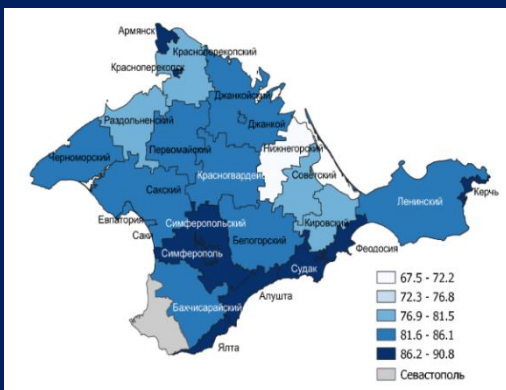 Армянск
Красноперекопский
Красноперекопск
Джанкойский
Раздольненский
Джанкой
Нижнегорский
Первомайский
Черноморский
Красногвардей
Советский
Сакский
Ленинский
Керчь
Евпатория
Симферопольский
Кировский
Саки
Белогорский
Феодосия
Симферополь
Судак
Алушта
Бахчисарайский
Ялта
67.5 - 72.2
72.3 - 76.8
76.9 - 81.5
81.6 - 86.1
86.2 - 90.8
Севастополь